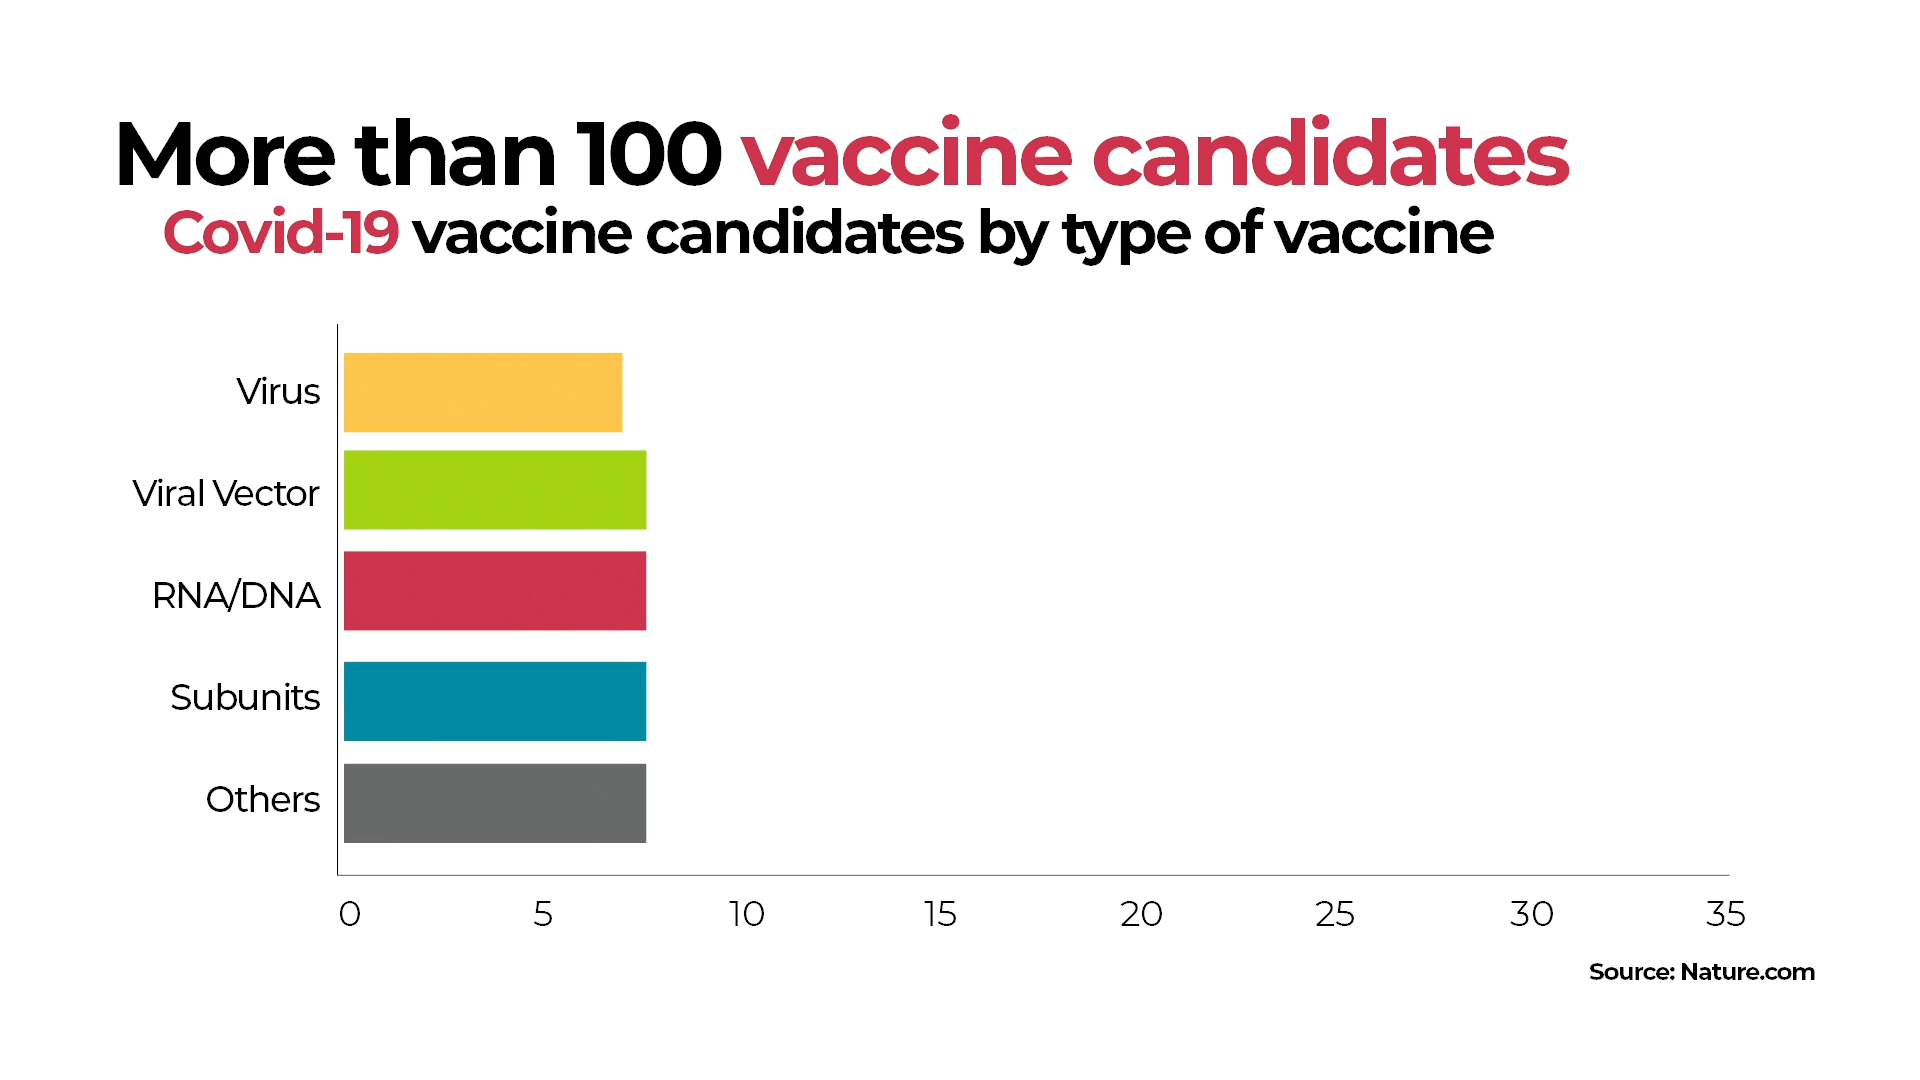 More than 100 vaccine candidates
Covid-19 vaccine candidates by type of vaccine
Virus
Viral Vector
RNA/DNA
Subunits
Others
0 5 10 15 20 25 30 35
Source: Nature.com